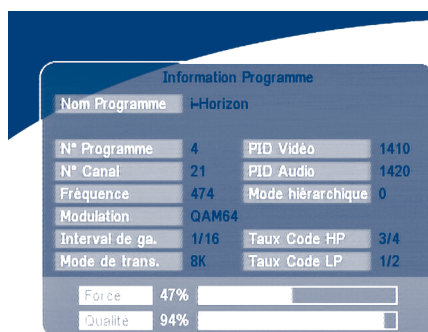 Information Programme
Nom Programme i-Horizon
N° Programme 4 PID Vidéo 1410
N° Canal 21 PID Audio 1420
Fréquence 474 Mode hièrarchique 0
Modulation QAM64
Interval de ga. 1/16 Taux Code HP 3/4
Mode de trans. 8K Taux Code LP 1/2
Force 47%
Qualité 94%